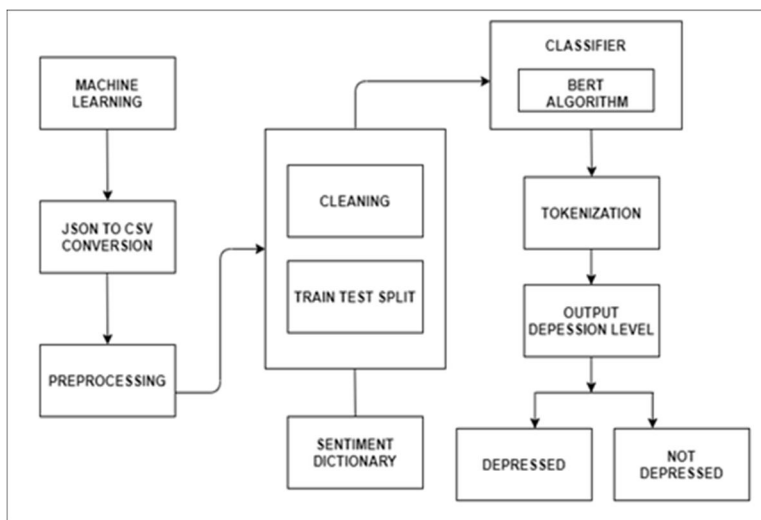 MACHINE
LEARNING
JSON TO CSV
CONVERSION
PREPROCESSING
CLEANING
TRAIN TEST SPLIT
SENTIMENT
DICTIONARY
CLASSIFIER
BERT
ALGORITHM
TOKENIZATION
OUTPUT
DEPESSION LEVEL
DEPRESSED
NOT
DEPRESSED